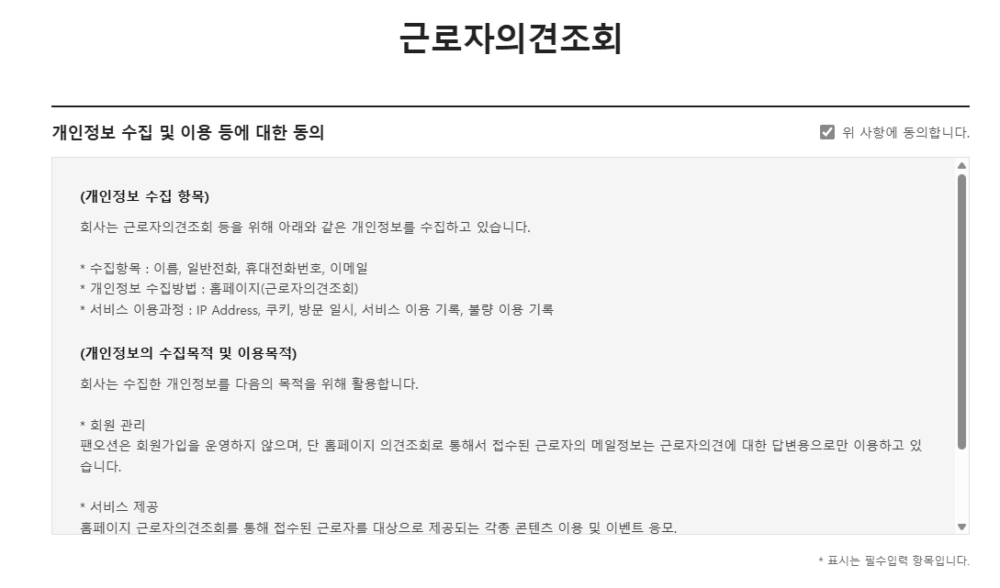 근로자의견조회
개인정보 수집 및 이용 등에 대한 동의
위 사항에 동의합니다.
(개인정보 수집 항목)
회사는 근로자의견조회 등을 위해 아래와 같은 개인정보를 수집하고 있습니다.
* 수집항목 : 이름, 일반전화, 휴대전화번호, 이메일
* 개인정보 수집방법 : 홈페이지(근로자의견조회)
* 서비스 이용과정 : IP Address, 쿠키, 방문 일시, 서비스 이용 기록, 불량 이용 기록
(개인정보의 수집목적 및 이용목적)
회사는 수집한 개인정보를 다음의 목적을 위해 활용합니다.
* 회원 관리
팬오션은 회원가입을 운영하지 않으며, 단 홈페이지 의견조회로 통해서 접수된 근로자의 메일정보는 근로자의견에 대한 답변용으로만 이용하고 있
습니다.
* 서비스 제공
홈페이지 근로자의견조회를 통해 접수된 근로자를 대상으로 제공되는 각종 콘텐츠 이용 및 이벤트 응모.
* 표시는 필수입력 항목입니다.